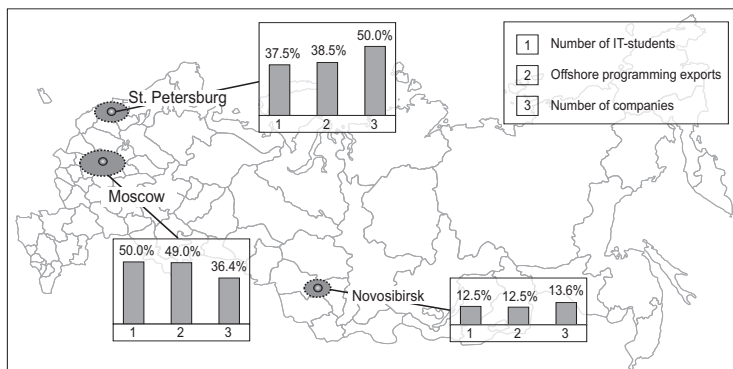 1 Number of IT-students
2 Offshore programming exports
3 Number of companies
St. Petersburg
37.5% 38.5% 50.0%
1 2 3
Moscow
50.0% 49.0% 36.4%
1 2 3
Novosibirsk
12.5% 12.5% 13.6%
1 2 3